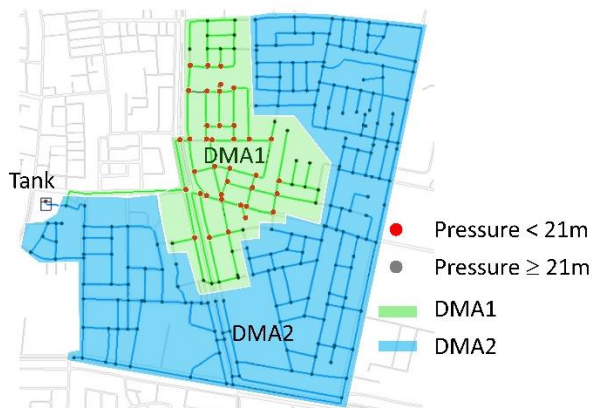 DMA1
Tank
Pressure < 21m
Pressure ≥ 21m
DMA1
DMA2
DMA2